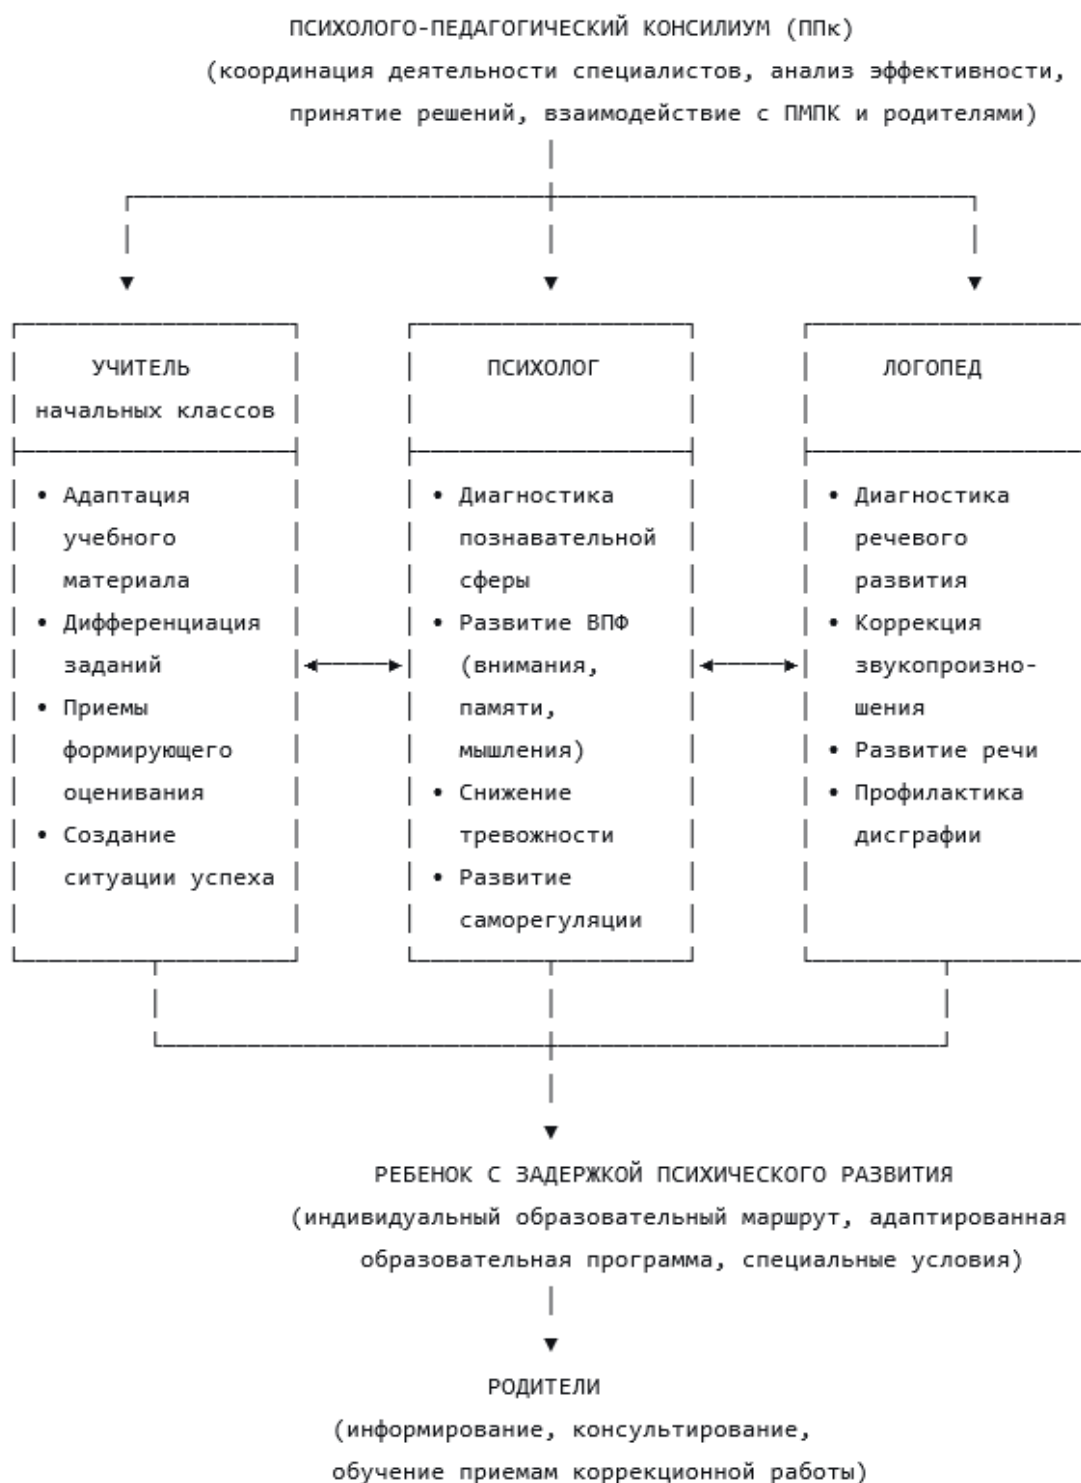 ПСИХОЛОГО-ПЕДАГОГИЧЕСКИЙ КОНСИЛИУМ (ППк)
(координация деятельности специалистов, анализ эффективности,
принятие решений, взаимодействие с ПМПК и родителями)
УЧИТЕЛЬ
начальных классов
• Адаптация
учебного
материала
• Дифференциация
заданий
• Приемы
формирующего
оценивания
• Создание
ситуации успеха
ПСИХОЛОГ
• Диагностика
познавательной
сферы
• Развитие ВПФ
(внимания,
памяти,
мышления)
• Снижение
тревожности
• Развитие
саморегуляции
ЛОГОПЕД
• Диагностика
речевого
развития
• Коррекция
звукопроизно-
шения
• Развитие речи
• Профилактика
дисграфии
РЕБЕНОК С ЗАДЕРЖКОЙ ПСИХИЧЕСКОГО РАЗВИТИЯ
(индивидуальный образовательный маршрут, адаптированная
образовательная программа, специальные условия)
РОДИТЕЛИ
(информирование, консультирование,
обучение приемам коррекционной работы)